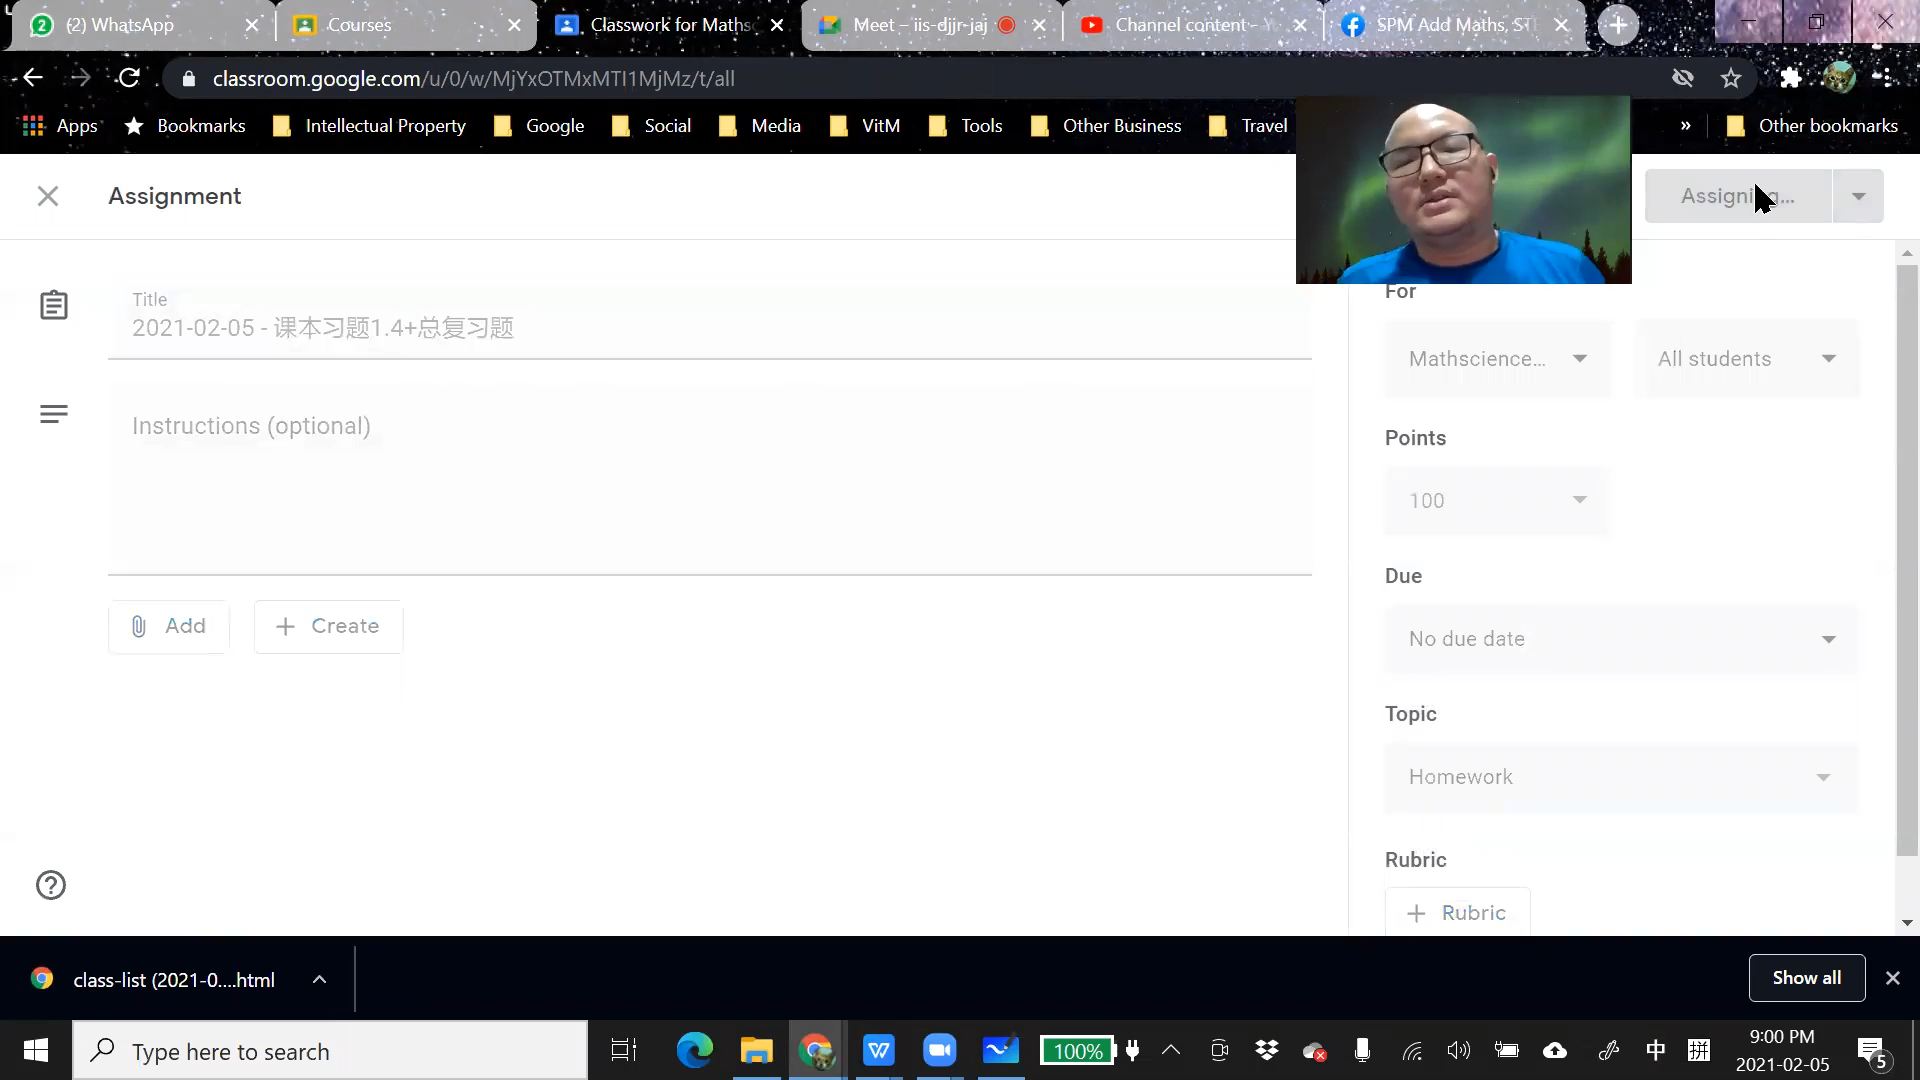 (2) WhatsApp
Courses
Classwork for Maths
Meet – iis-djjr-jaj
Channel content -
SPM Add Maths, ST
classroom.google.com/u/0/w/MjYxOTMxMTI1MjMz/t/all
Apps
Bookmarks
Intellectual Property
Google
Social
Media
VitM
Tools
Other Business
Travel
»
Other bookmarks
Assignment
Title
2021-02-05 - 课本习题1.4+总复习题
Instructions (optional)
Add
Create
For
Mathscience...
All students
Points
100
Due
No due date
Topic
Homework
Rubric
Rubric
class-list (2021-0....html
Show all
Type here to search
100%
中
拼
9:00 PM
2021-02-05
5